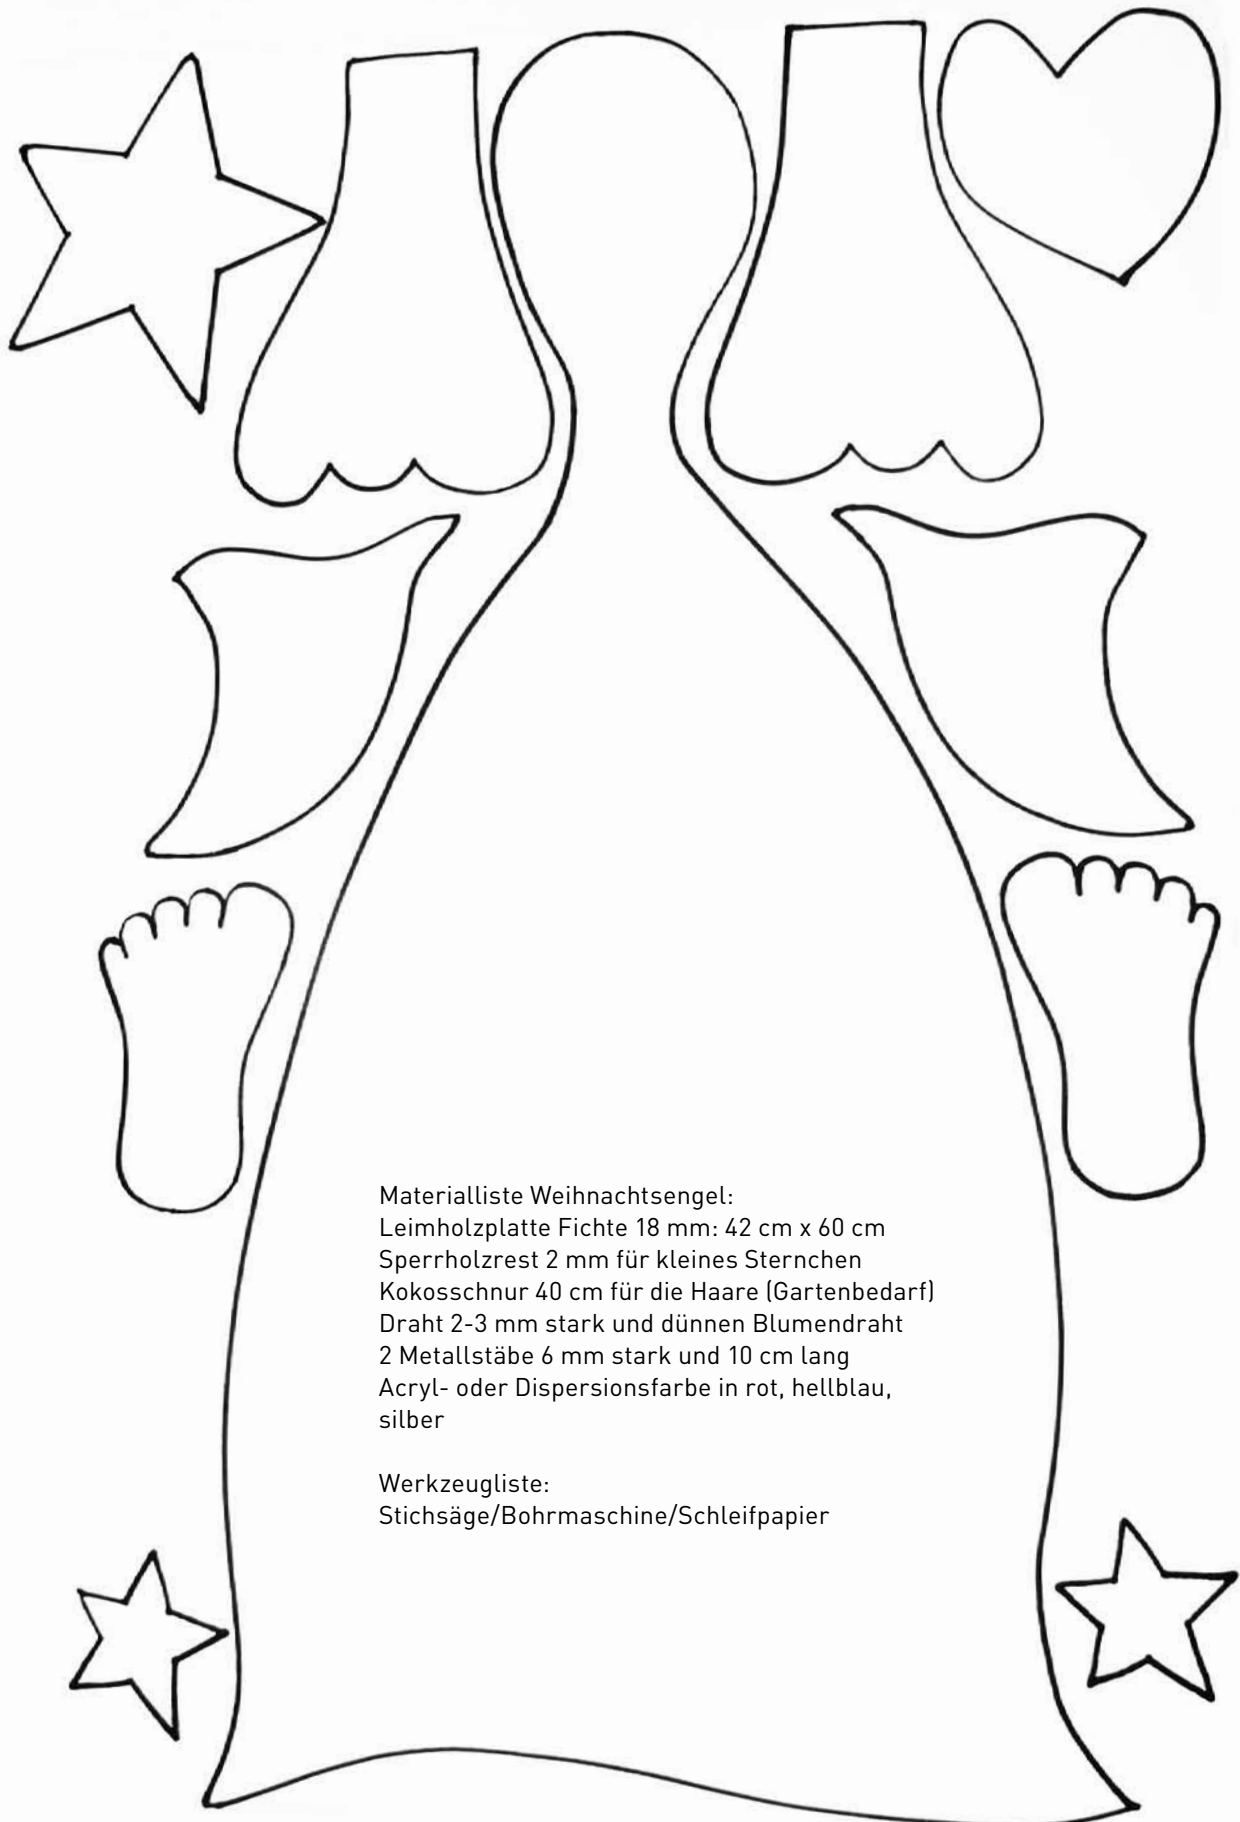 Materialliste Weihnachtsengel:
Leimholzplatte Fichte 18 mm: 42 cm x 60 cm
Sperrholzrest 2 mm für kleines Sternchen
Kokosschnur 40 cm für die Haare (Gartenbedarf)
Draht 2-3 mm stark und dünnen Blumendraht
2 Metallstäbe 6 mm stark und 10 cm lang
Acryl- oder Dispersionsfarbe in rot, hellblau,
silber

Werkzeugliste:
Stichsäge/Bohrmaschine/Schleifpapier